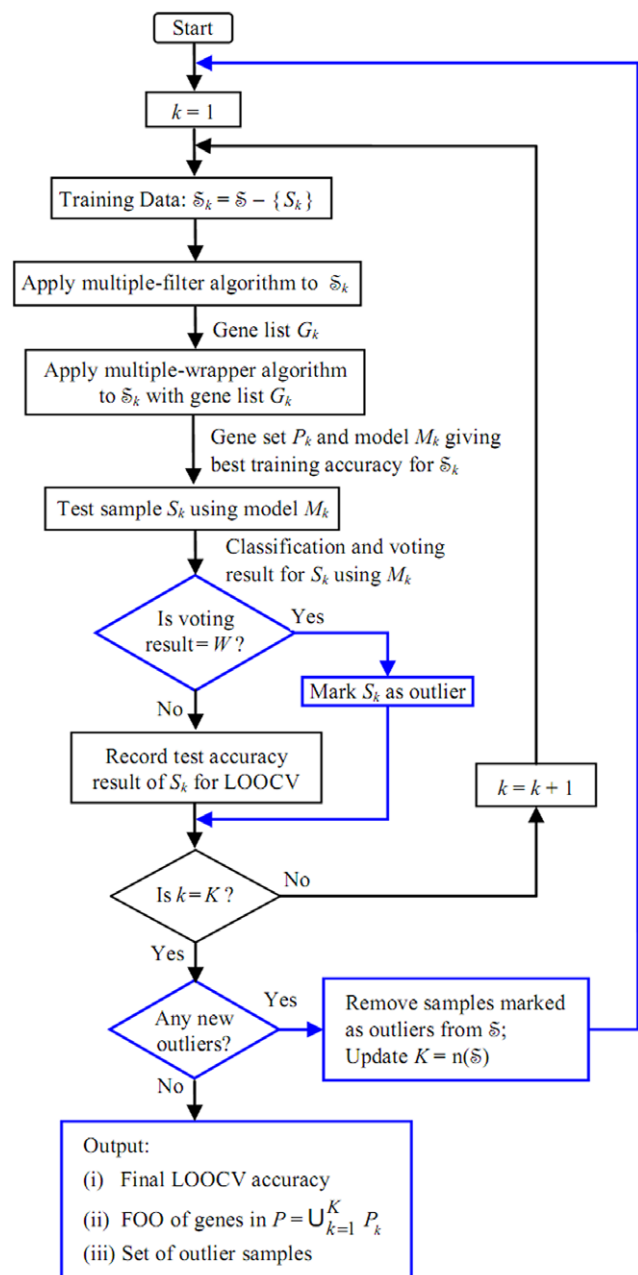 Start
k = 1
Training Data: 𝕊ₖ = 𝕊 – {Sₖ}
Apply multiple-filter algorithm to 𝕊ₖ
Gene list Gₖ
Apply multiple-wrapper algorithm
to 𝕊ₖ with gene list Gₖ
Gene set Pₖ and model Mₖ giving
best training accuracy for 𝕊ₖ
Test sample Sₖ using model Mₖ
Classification and voting
result for Sₖ using Mₖ
Is voting
result = W ?
Yes
Mark Sₖ as outlier
No
Record test accuracy
result of Sₖ for LOOCV
k = k + 1
Is k = K ?
No
Yes
Any new
outliers?
Yes
Remove samples marked
as outliers from 𝕊;
Update K = n(𝕊)
No
Output:
(i) Final LOOCV accuracy
(ii) FOO of genes in P = ⋃ₖ₌₁ᴷ Pₖ
(iii) Set of outlier samples